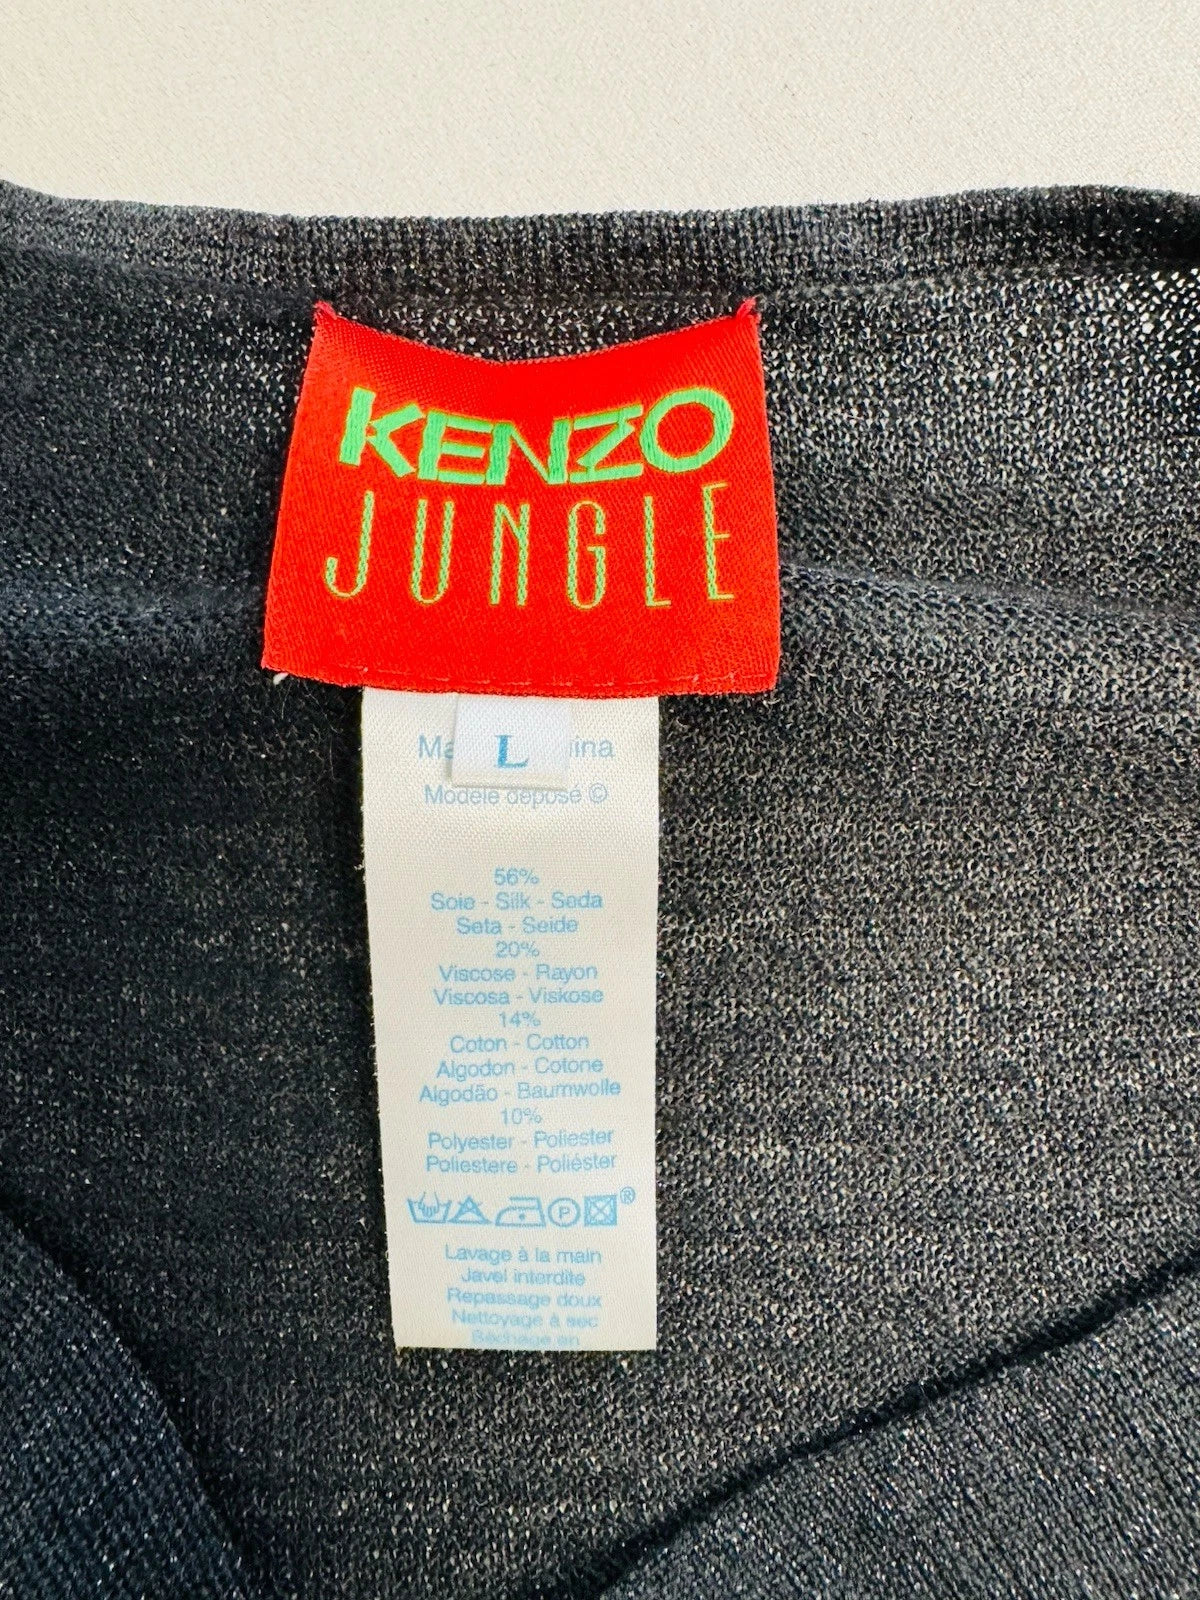 KENZO
JUNGLE
L
Modèle déposé ©
56%
Soie - Silk - Seda
Seta - Seide
20%
Viscose - Rayon
Viscosa - Viskose
14%
Coton - Cotton
Algodon - Cotone
Algodão - Baumwolle
10%
Polyester - Poliester
Poliestere - Poliéster
P
®
Lavage à la main
Javel interdite
Repassage doux
Nettoyage à sec